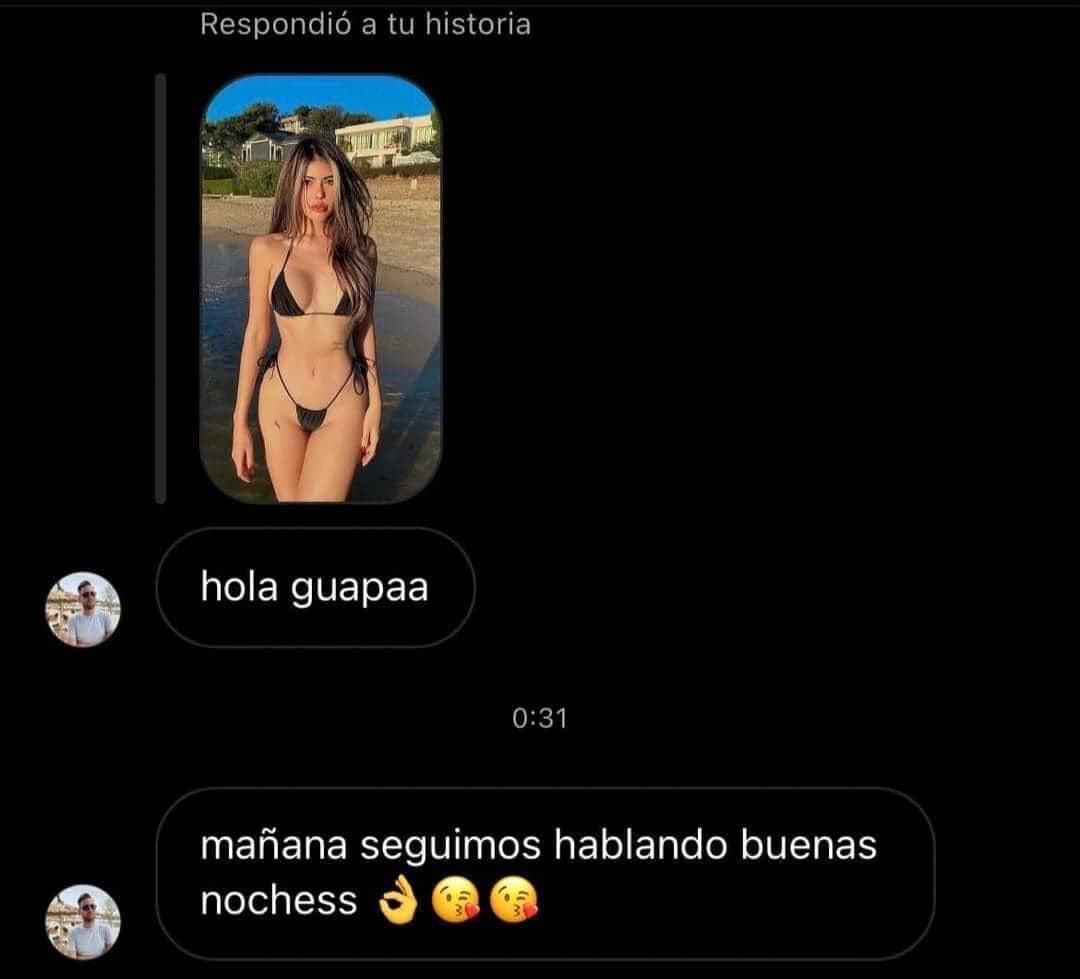 Respondió a tu historia
hola guapaa
0:31
mañana seguimos hablando buenas
nochess 👌😘😘